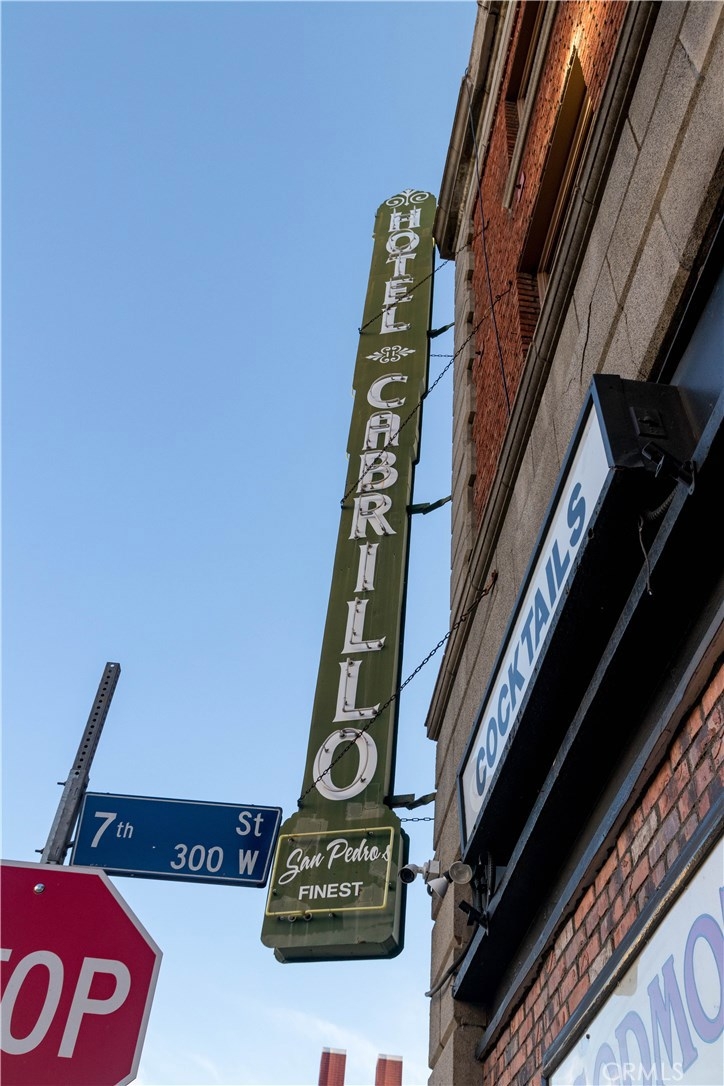 HOTEL CABRILLO
San Pedro's
FINEST
COCKTAILS
7th St
300 W
TOP
CRMLS